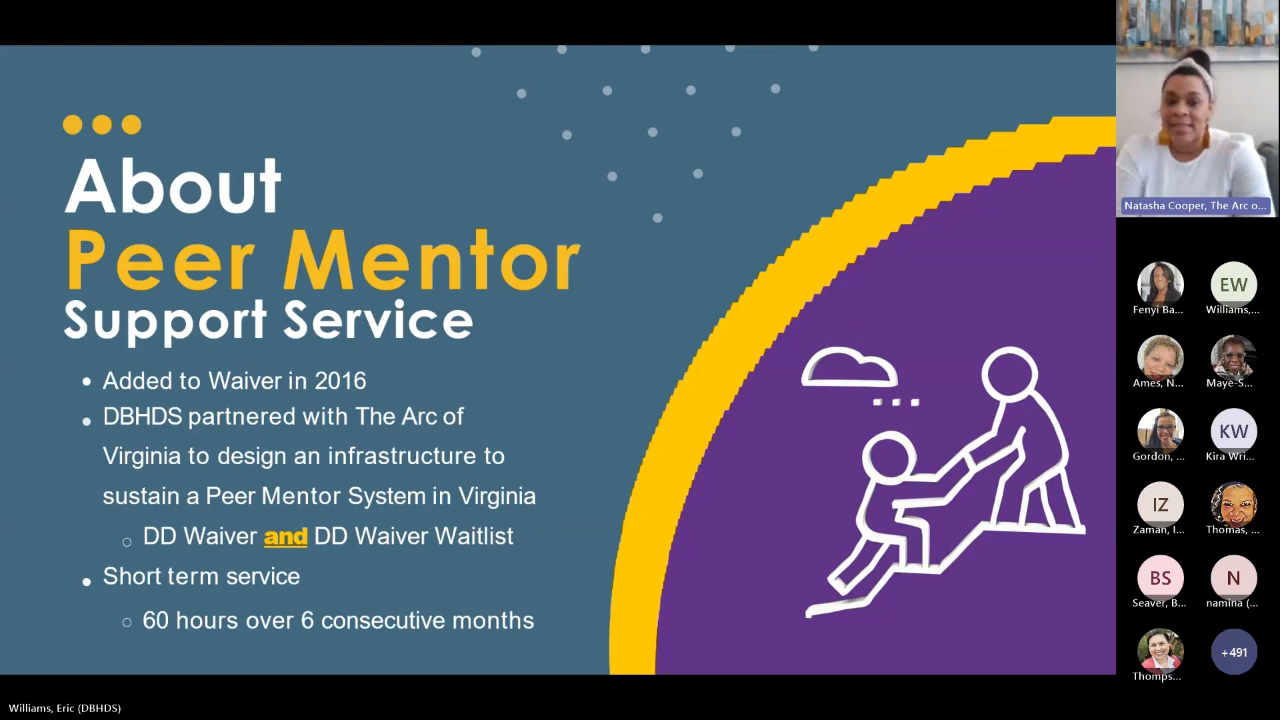 About
Peer Mentor
Support Service
• Added to Waiver in 2016
• DBHDS partnered with The Arc of
Virginia to design an infrastructure to
sustain a Peer Mentor System in Virginia
○ DD Waiver and DD Waiver Waitlist
• Short term service
○ 60 hours over 6 consecutive months
Natasha Cooper, The Arc o...
Fenyi Ba...
EW
Williams,...
Ames, N...
Maye-S...
Gordon, ...
KW
Kira Wri...
IZ
Zaman, I...
Thomas, ...
BS
Seaver, B...
N
namina (...
Thomps...
+491
Williams, Eric (DBHDS)